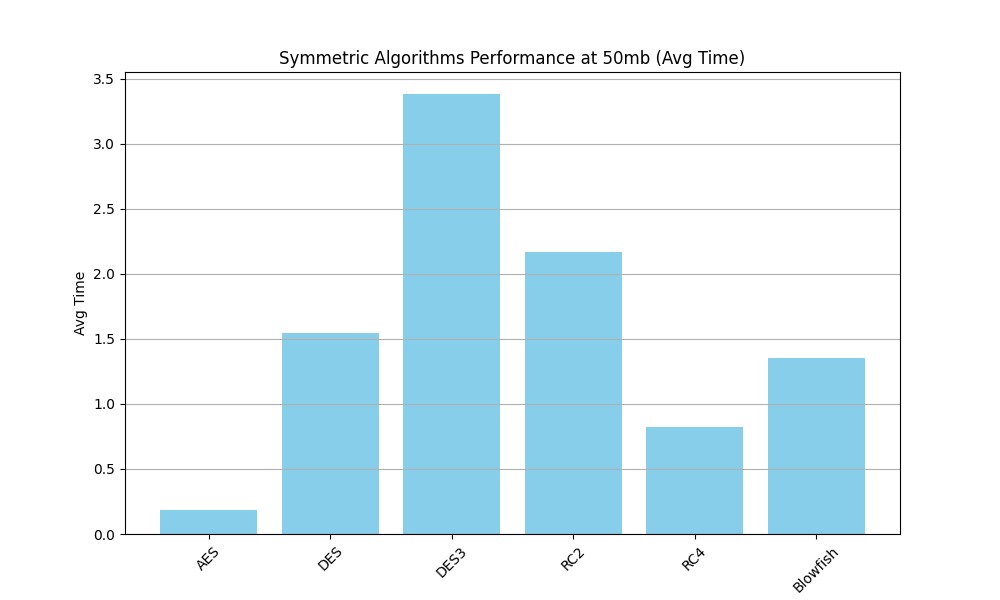 Symmetric Algorithms Performance at 50mb (Avg Time)
Avg Time
3.5
3.0
2.5
2.0
1.5
1.0
0.5
0.0
AES
DES
DES3
RC2
RC4
Blowfish